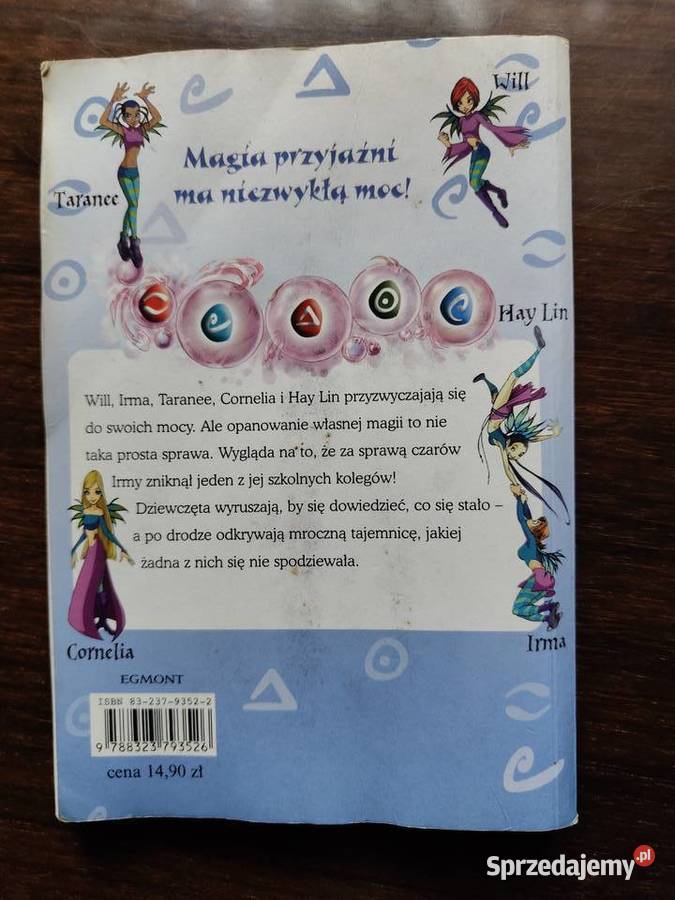 Will
Magia przyjaźni
ma niezwykłą moc!
Taranee
Hay Lin
Will, Irma, Taranee, Cornelia i Hay Lin przyzwyczajają się
do swoich mocy. Ale opanowanie własnej magii to nie
taka prosta sprawa. Wygląda na to, że za sprawą czarów
Irmy zniknął jeden z jej szkolnych kolegów!
Dziewczęta wyruszają, by się dowiedzieć, co się stało –
a po drodze odkrywają mroczną tajemnicę, jakiej
żadna z nich się nie spodziewała.
Cornelia
Irma
EGMONT
ISBN 83-237-9352-2
9 788323 793526
cena 14,90 zł
Sprzedajemy.pl